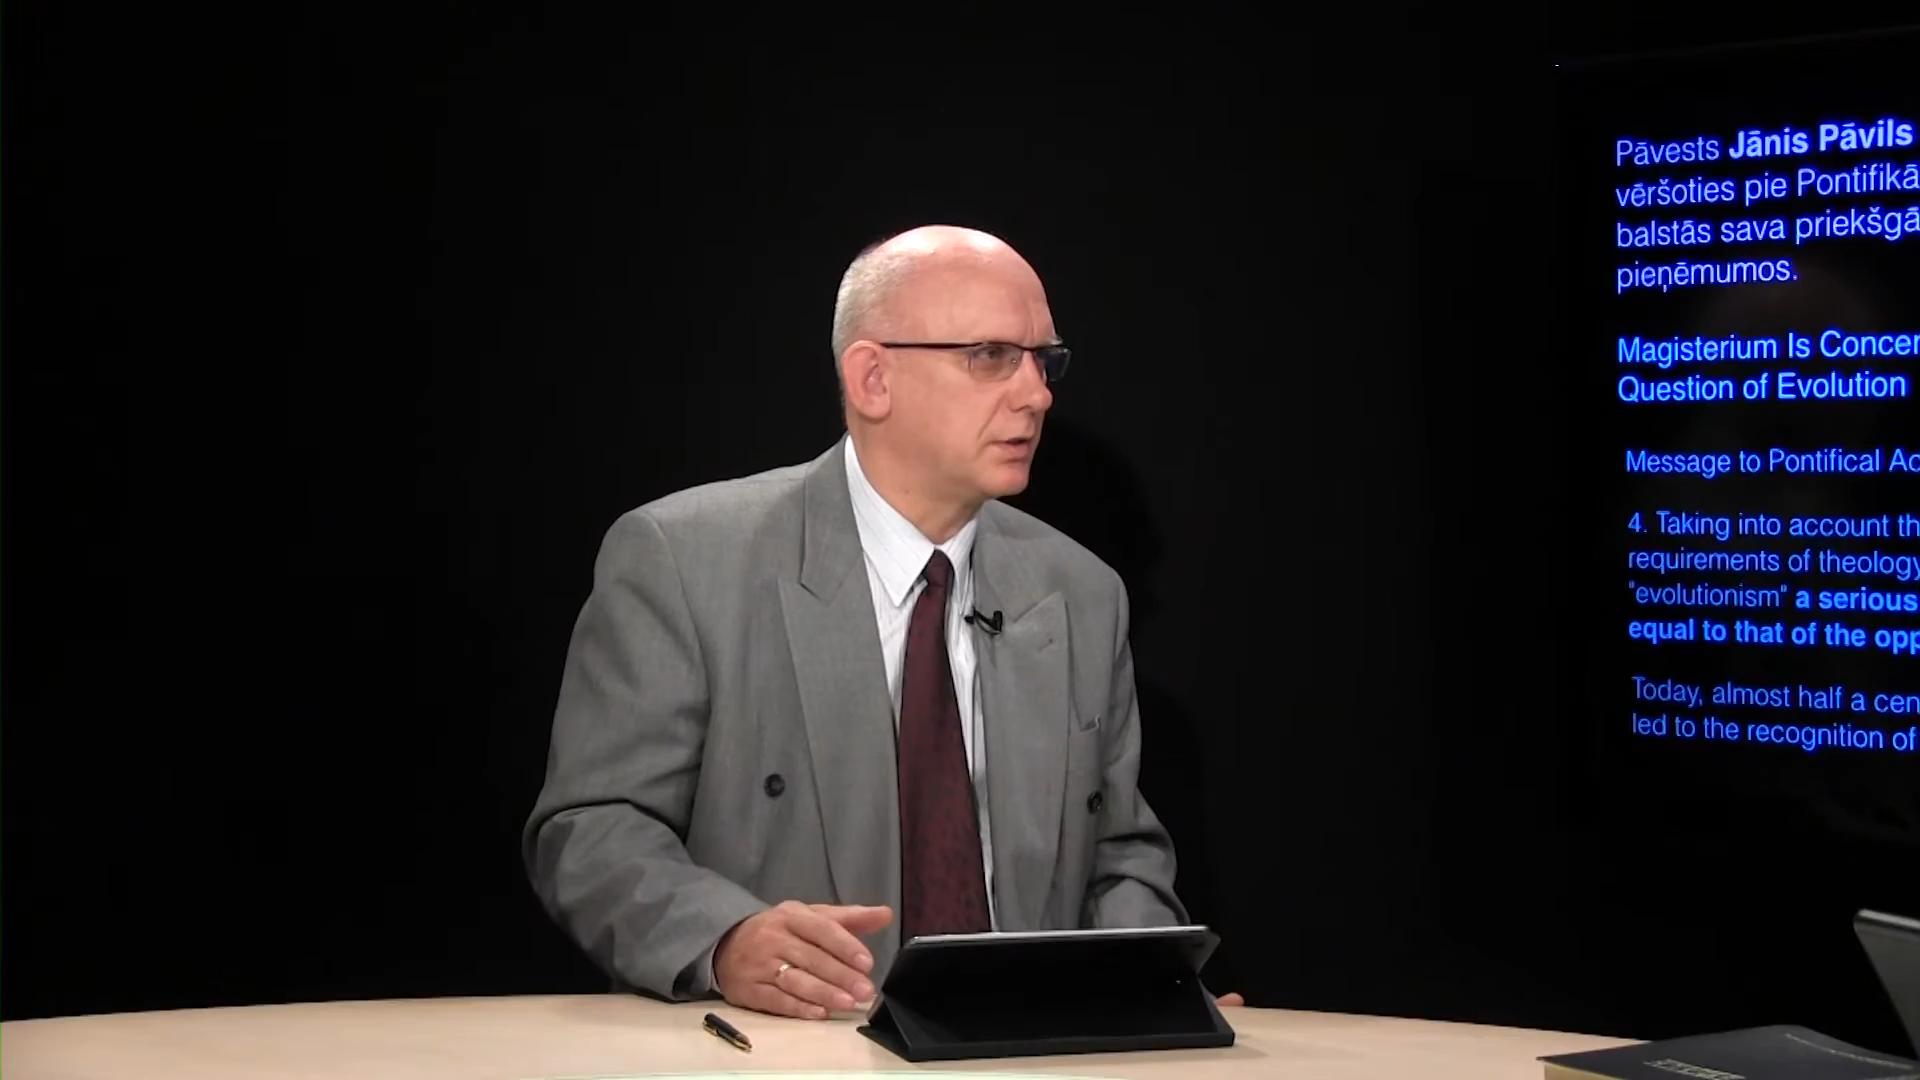 Pāvests Jānis Pāvils
vēršoties pie Pontifikā
balstās sava priekšgā
pieņēmumos.
Magisterium Is Concer
Question of Evolution
Message to Pontifical Ac
4. Taking into account th
requirements of theology
"evolutionism" a serious
equal to that of the opp
Today, almost half a cen
led to the recognition of